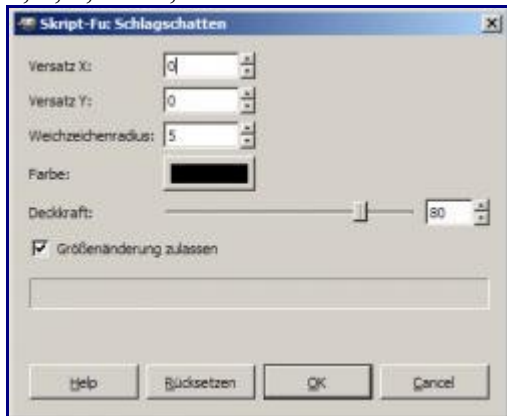 Skript-Fu: Schlagschatten
Versatz X: 0
Versatz Y: 0
Weichzeichenradius: 5
Farbe:
Deckkraft: 80
Größenänderung zulassen
Help Rücksetzen OK Cancel